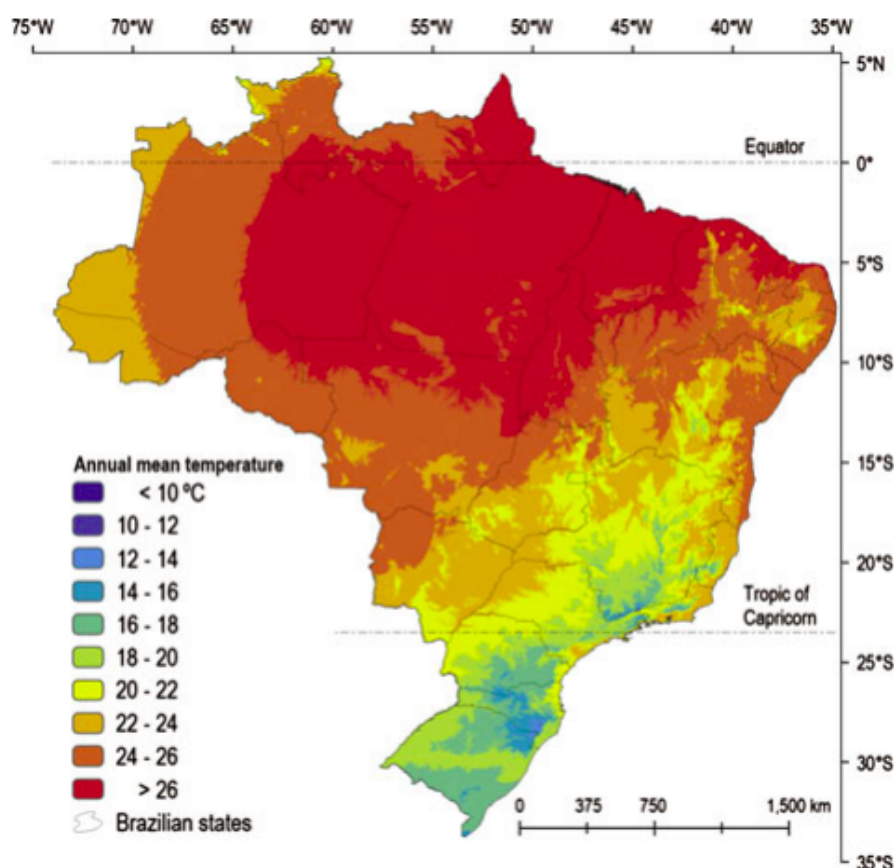 75°W 70°W 65°W 60°W 55°W 50°W 45°W 40°W 35°W
5°N
Equator
0°
5°S
10°S
15°S
20°S
Tropic of
Capricorn
25°S
30°S
35°S
Annual mean temperature
< 10 ºC
10 - 12
12 - 14
14 - 16
16 - 18
18 - 20
20 - 22
22 - 24
24 - 26
> 26
Brazilian states
0 375 750 1,500 km